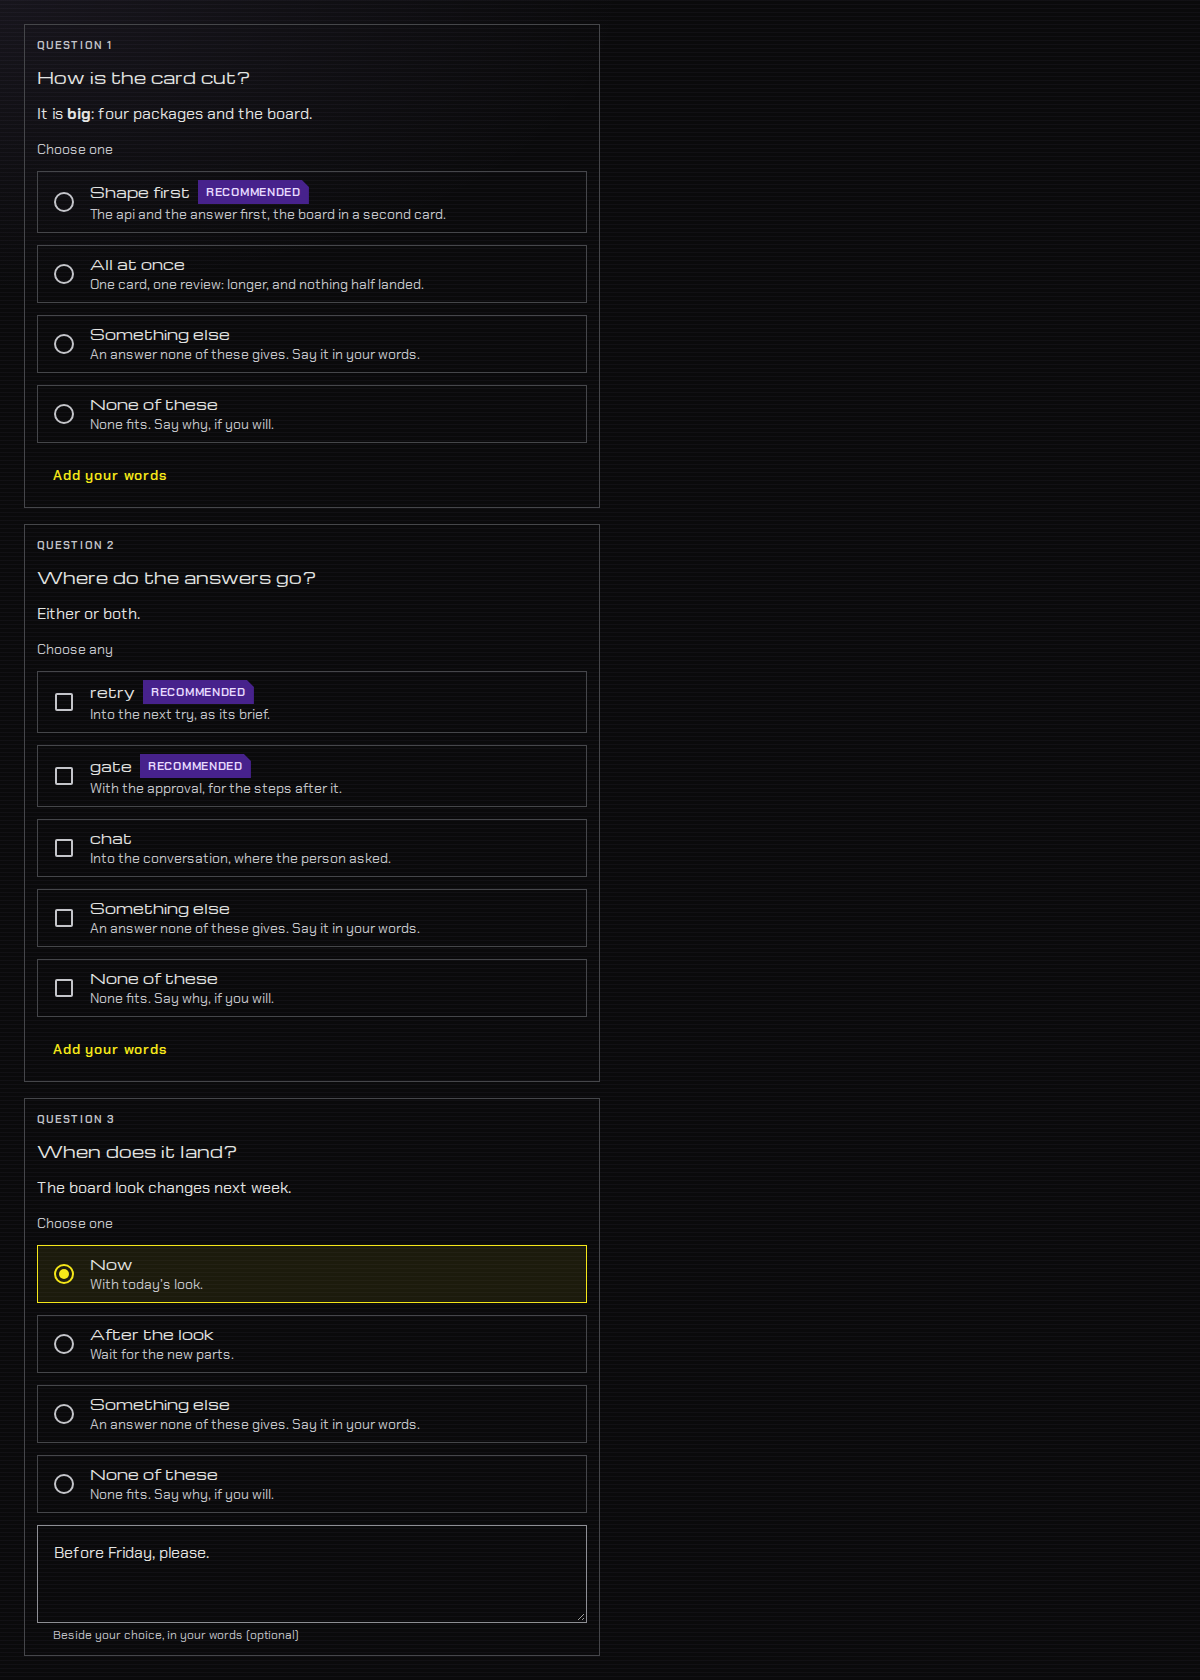 QUESTION 1
How is the card cut?
It is big: four packages and the board.
Choose one
Shape first RECOMMENDED
The api and the answer first, the board in a second card.
All at once
One card, one review: longer, and nothing half landed.
Something else
An answer none of these gives. Say it in your words.
None of these
None fits. Say why, if you will.
Add your words
QUESTION 2
Where do the answers go?
Either or both.
Choose any
retry RECOMMENDED
Into the next try, as its brief.
gate RECOMMENDED
With the approval, for the steps after it.
chat
Into the conversation, where the person asked.
Something else
An answer none of these gives. Say it in your words.
None of these
None fits. Say why, if you will.
Add your words
QUESTION 3
When does it land?
The board look changes next week.
Choose one
Now
With today's look.
After the look
Wait for the new parts.
Something else
An answer none of these gives. Say it in your words.
None of these
None fits. Say why, if you will.
Before Friday, please.
Beside your choice, in your words (optional)